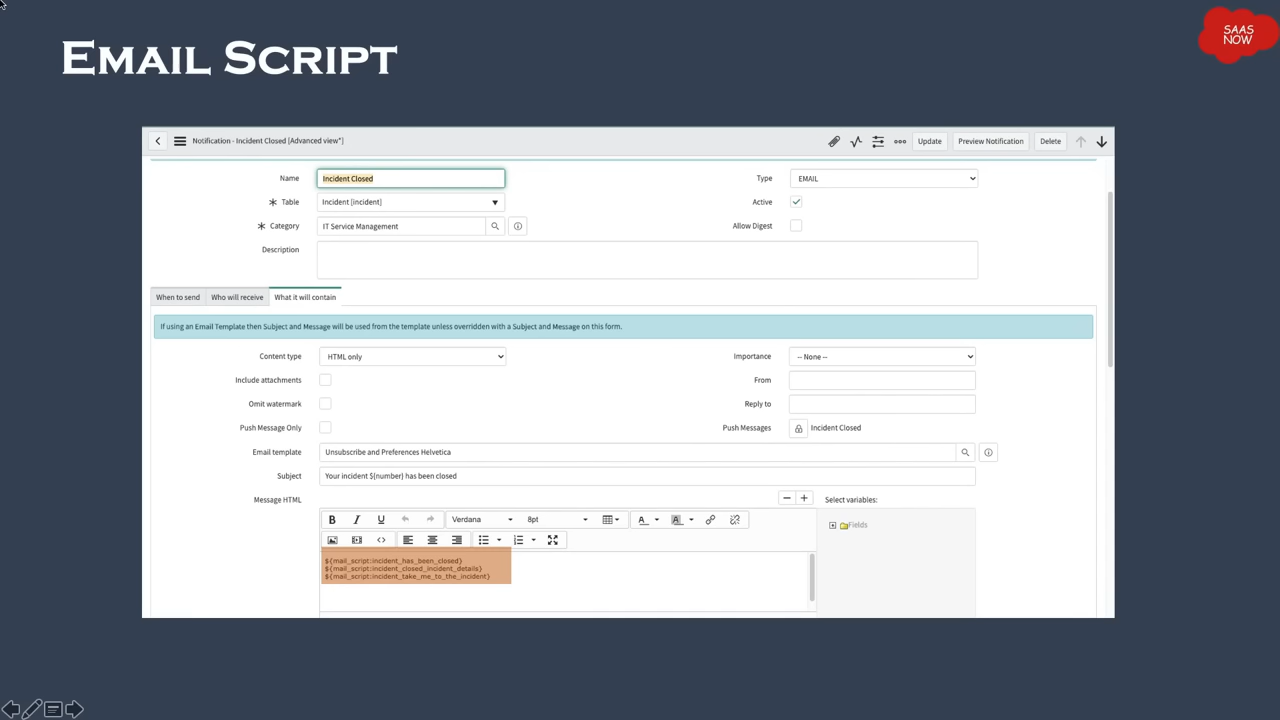 EMAIL SCRIPT
SAAS
NOW
Notification - Incident Closed [Advanced view*]
Update
Preview Notification
Delete
Name
Incident Closed
Type
EMAIL
Table
Incident [incident]
Active
Category
IT Service Management
Allow Digest
Description
When to send
Who will receive
What it will contain
If using an Email Template then Subject and Message will be used from the template unless overridden with a Subject and Message on this form.
Content type
HTML only
Importance
-- None --
Include attachments
From
Omit watermark
Reply to
Push Message Only
Push Messages
Incident Closed
Email template
Unsubscribe and Preferences Helvetica
Subject
Your incident ${number} has been closed
Message HTML
Select variables:
B I U
Verdana
8pt
A
A
Fields
${mail_script:incident_has_been_closed}
${mail_script:incident_closed_incident_details}
${mail_script:incident_take_me_to_the_incident}